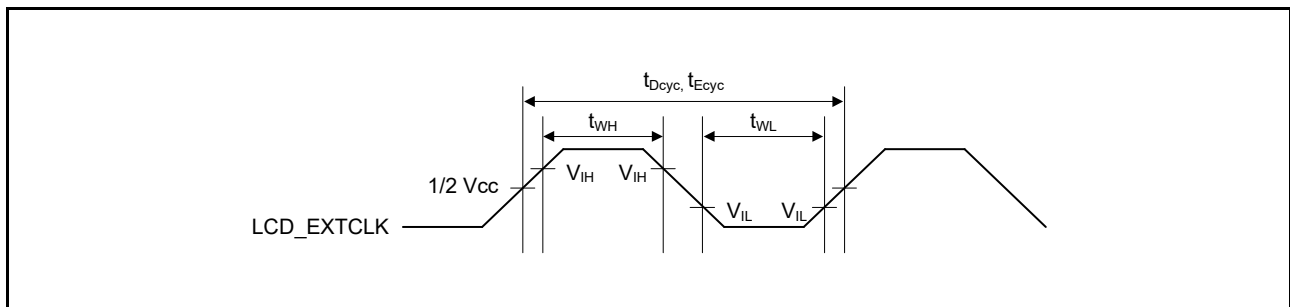 tDcyc, tEcyc
tWH
tWL
VIH
VIH
1/2 Vcc
VIL
VIL
LCD_EXTCLK